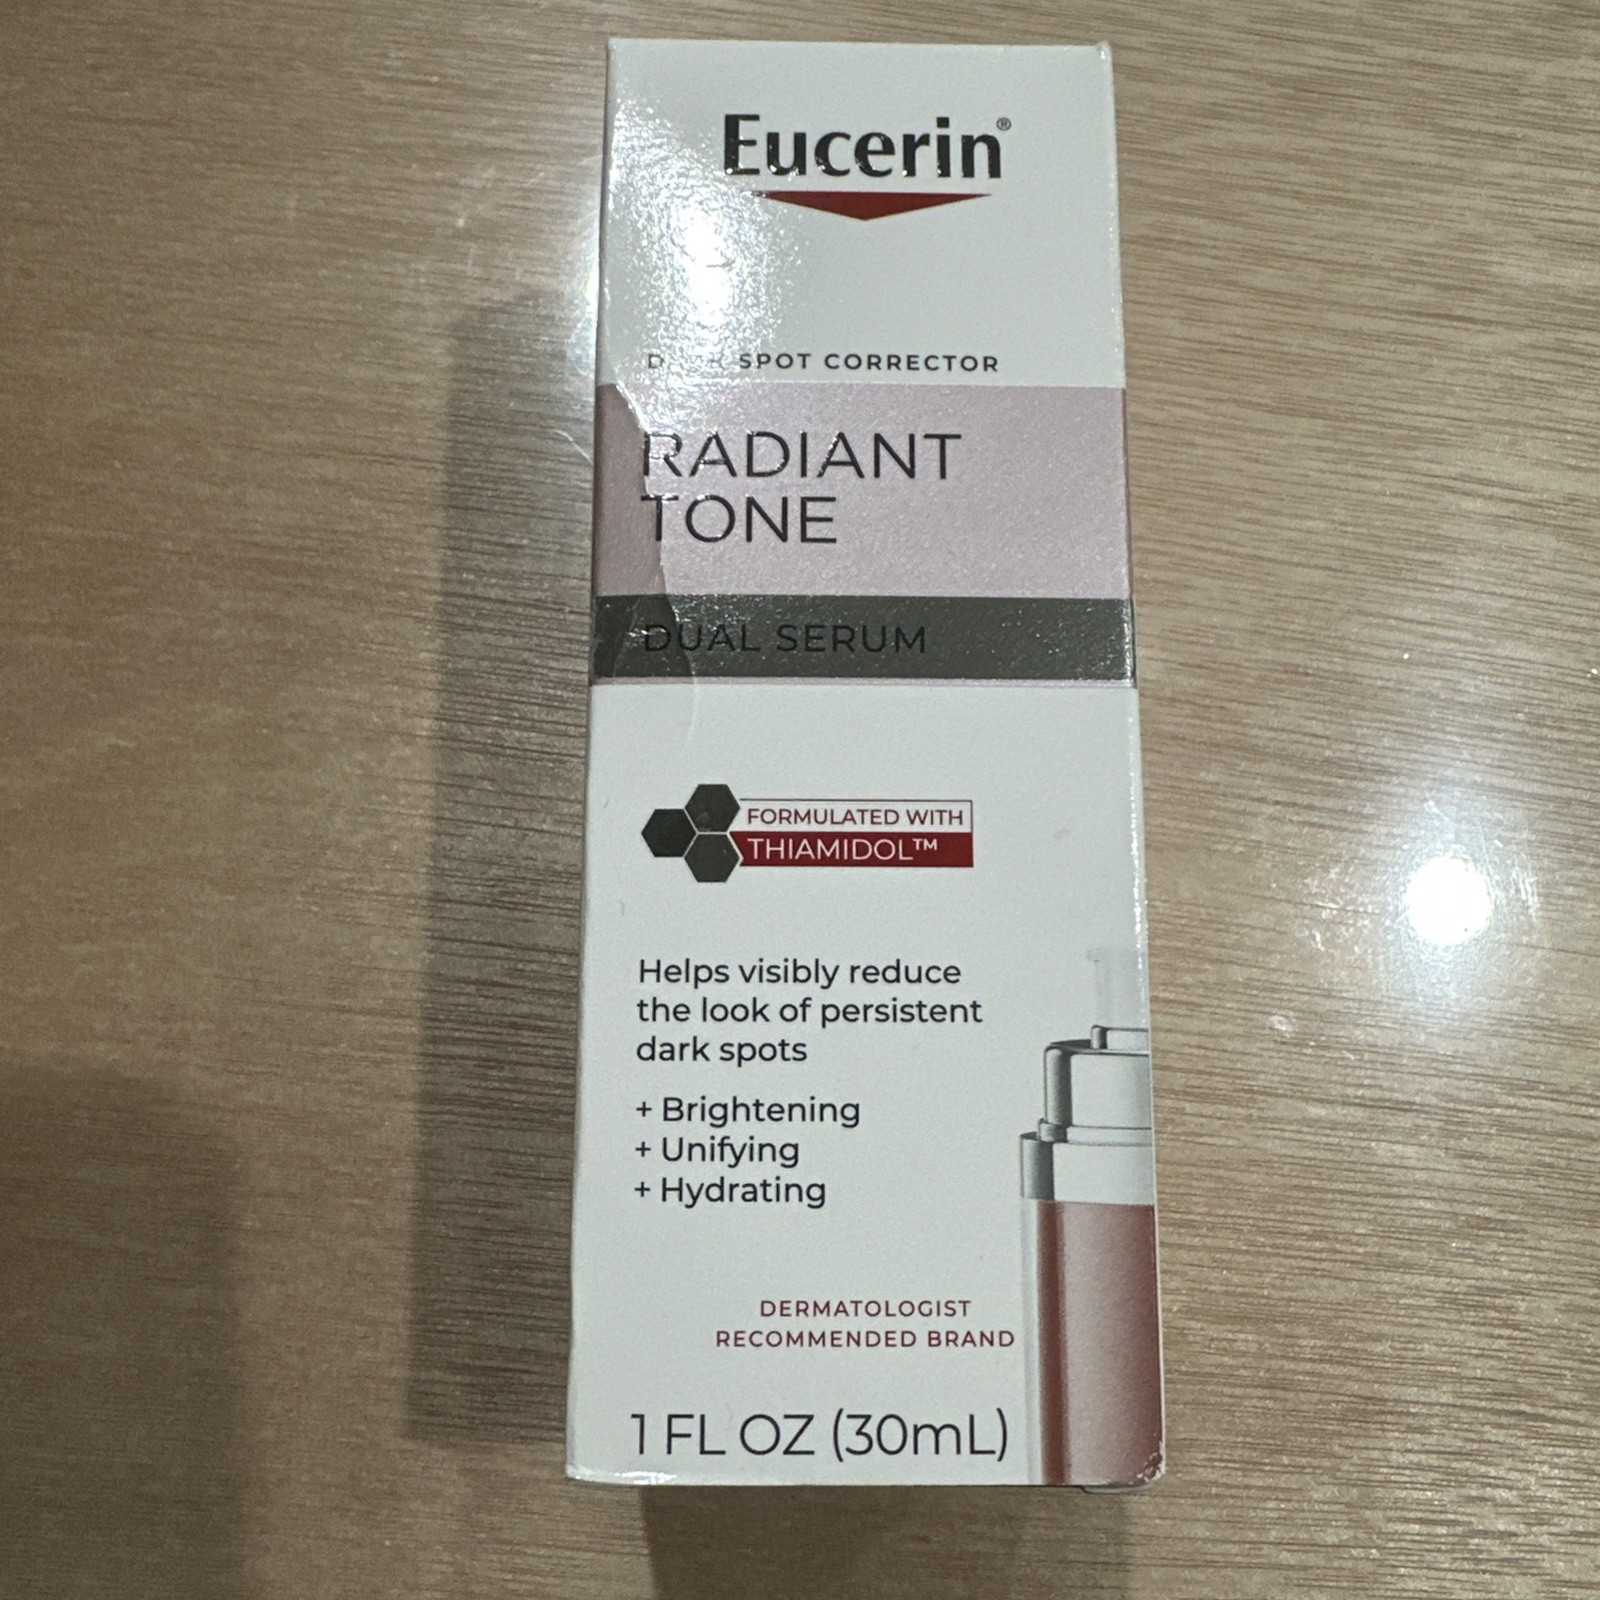 Eucerin®
DARK SPOT CORRECTOR
RADIANT
TONE
DUAL SERUM
FORMULATED WITH
THIAMIDOL™
Helps visibly reduce
the look of persistent
dark spots
+ Brightening
+ Unifying
+ Hydrating
DERMATOLOGIST
RECOMMENDED BRAND
1 FL OZ (30mL)